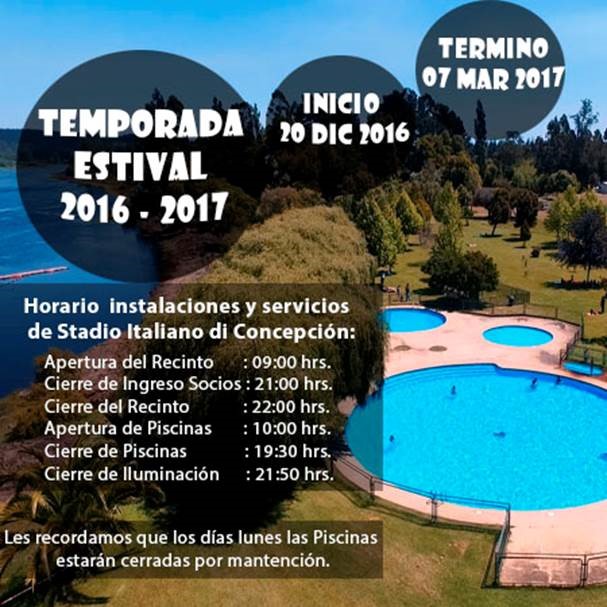 TEMPORADA
ESTIVAL
2016 - 2017
INICIO
20 DIC 2016
TERMINO
07 MAR 2017
Horario instalaciones y servicios
de Stadio Italiano di Concepción:
Apertura del Recinto : 09:00 hrs.
Cierre de Ingreso Socios : 21:00 hrs.
Cierre del Recinto : 22:00 hrs.
Apertura de Piscinas : 10:00 hrs.
Cierre de Piscinas : 19:30 hrs.
Cierre de Iluminación : 21:50 hrs.
Les recordamos que los días lunes las Piscinas
estarán cerradas por mantención.